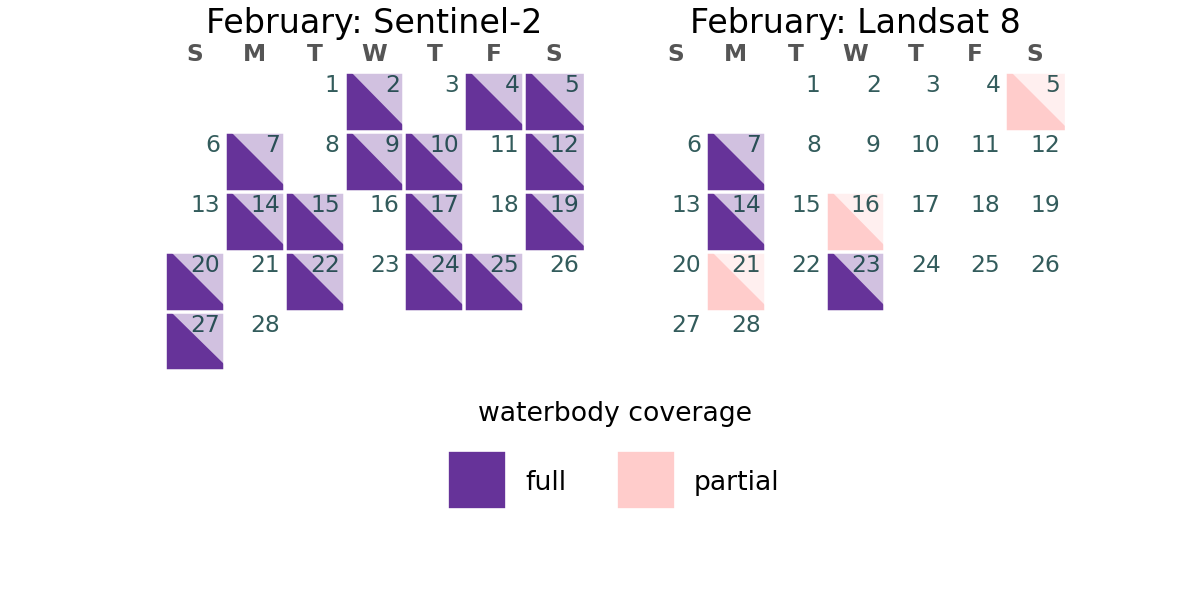 February: Sentinel-2
S M T W T F S
1 2 3 4 5
6 7 8 9 10 11 12
13 14 15 16 17 18 19
20 21 22 23 24 25 26
27 28
February: Landsat 8
S M T W T F S
1 2 3 4 5
6 7 8 9 10 11 12
13 14 15 16 17 18 19
20 21 22 23 24 25 26
27 28
waterbody coverage
full
partial